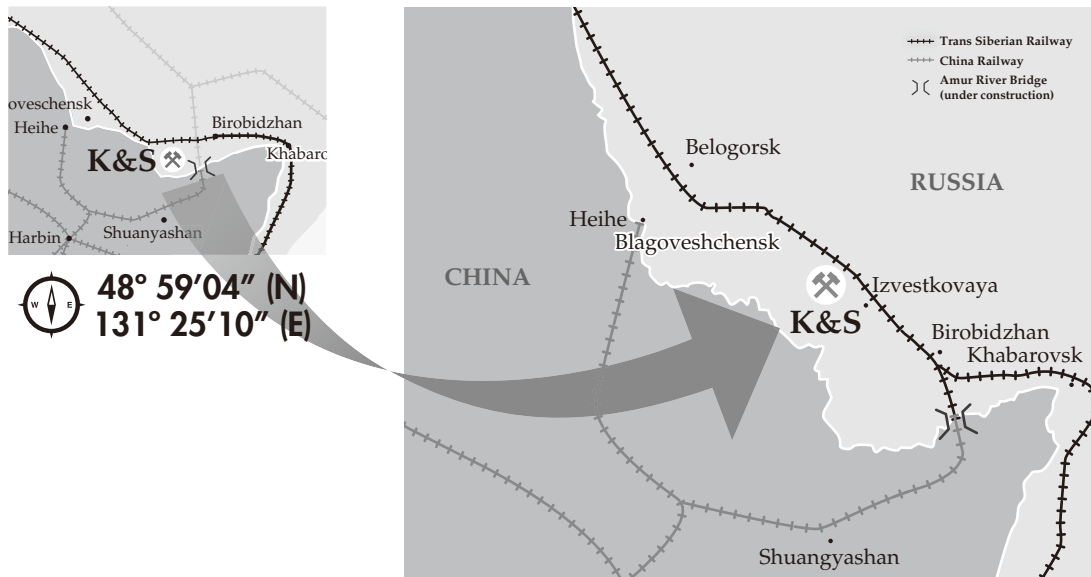 oveschensk
Heihe
Birobidzhan
K&S
Khabaro
Shuanyashan
Harbin
W E
48° 59'04" (N)
131° 25'10" (E)
Trans Siberian Railway
China Railway
Amur River Bridge
(under construction)
Belogorsk
RUSSIA
Heihe
Blagoveshchensk
CHINA
Izvestkovaya
K&S
Birobidzhan
Khabarovsk
Shuangyashan